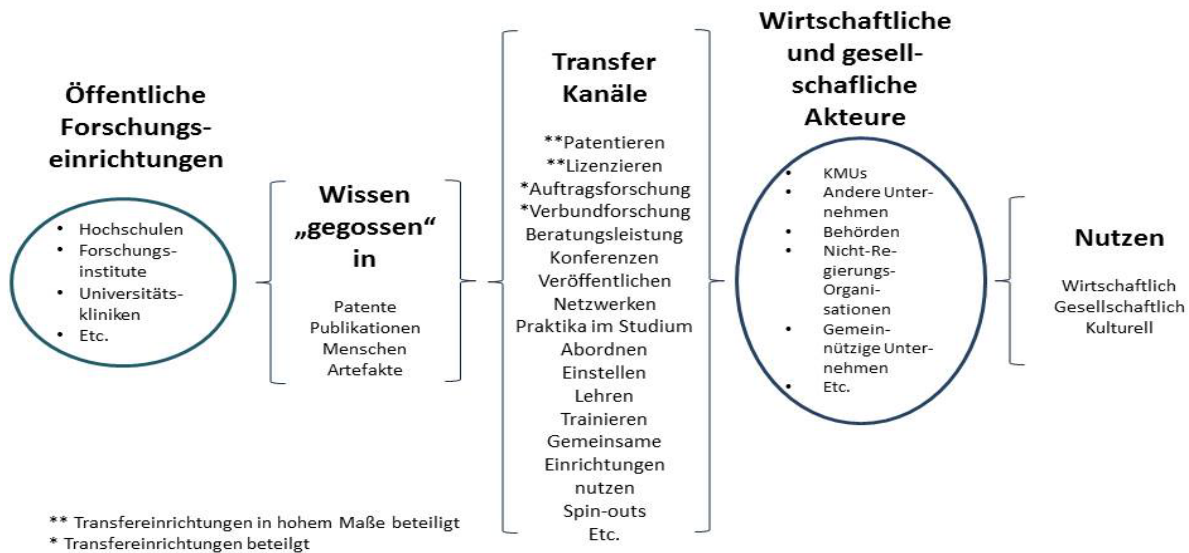 Öffentliche
Forschungs-
einrichtungen
• Hochschulen
• Forschungs-
institute
• Universitäts-
kliniken
• Etc.
Wissen
„gegossen“
in
Patente
Publikationen
Menschen
Artefakte
Transfer
Kanäle
**Patentieren
**Lizenzieren
*Auftragsforschung
*Verbundforschung
Beratungsleistung
Konferenzen
Veröffentlichen
Netzwerken
Praktika im Studium
Abordnen
Einstellen
Lehren
Trainieren
Gemeinsame
Einrichtungen
nutzen
Spin-outs
Etc.
Wirtschaftliche
und gesell-
schafliche
Akteure
• KMUs
• Andere Unter-
nehmen
• Behörden
• Nicht-Re-
gierungs-
Organi-
sationen
• Gemein-
nützige Unter-
nehmen
• Etc.
Nutzen
Wirtschaftlich
Gesellschaftlich
Kulturell
** Transfereinrichtungen in hohem Maße beteiligt
* Transfereinrichtungen beteilgt